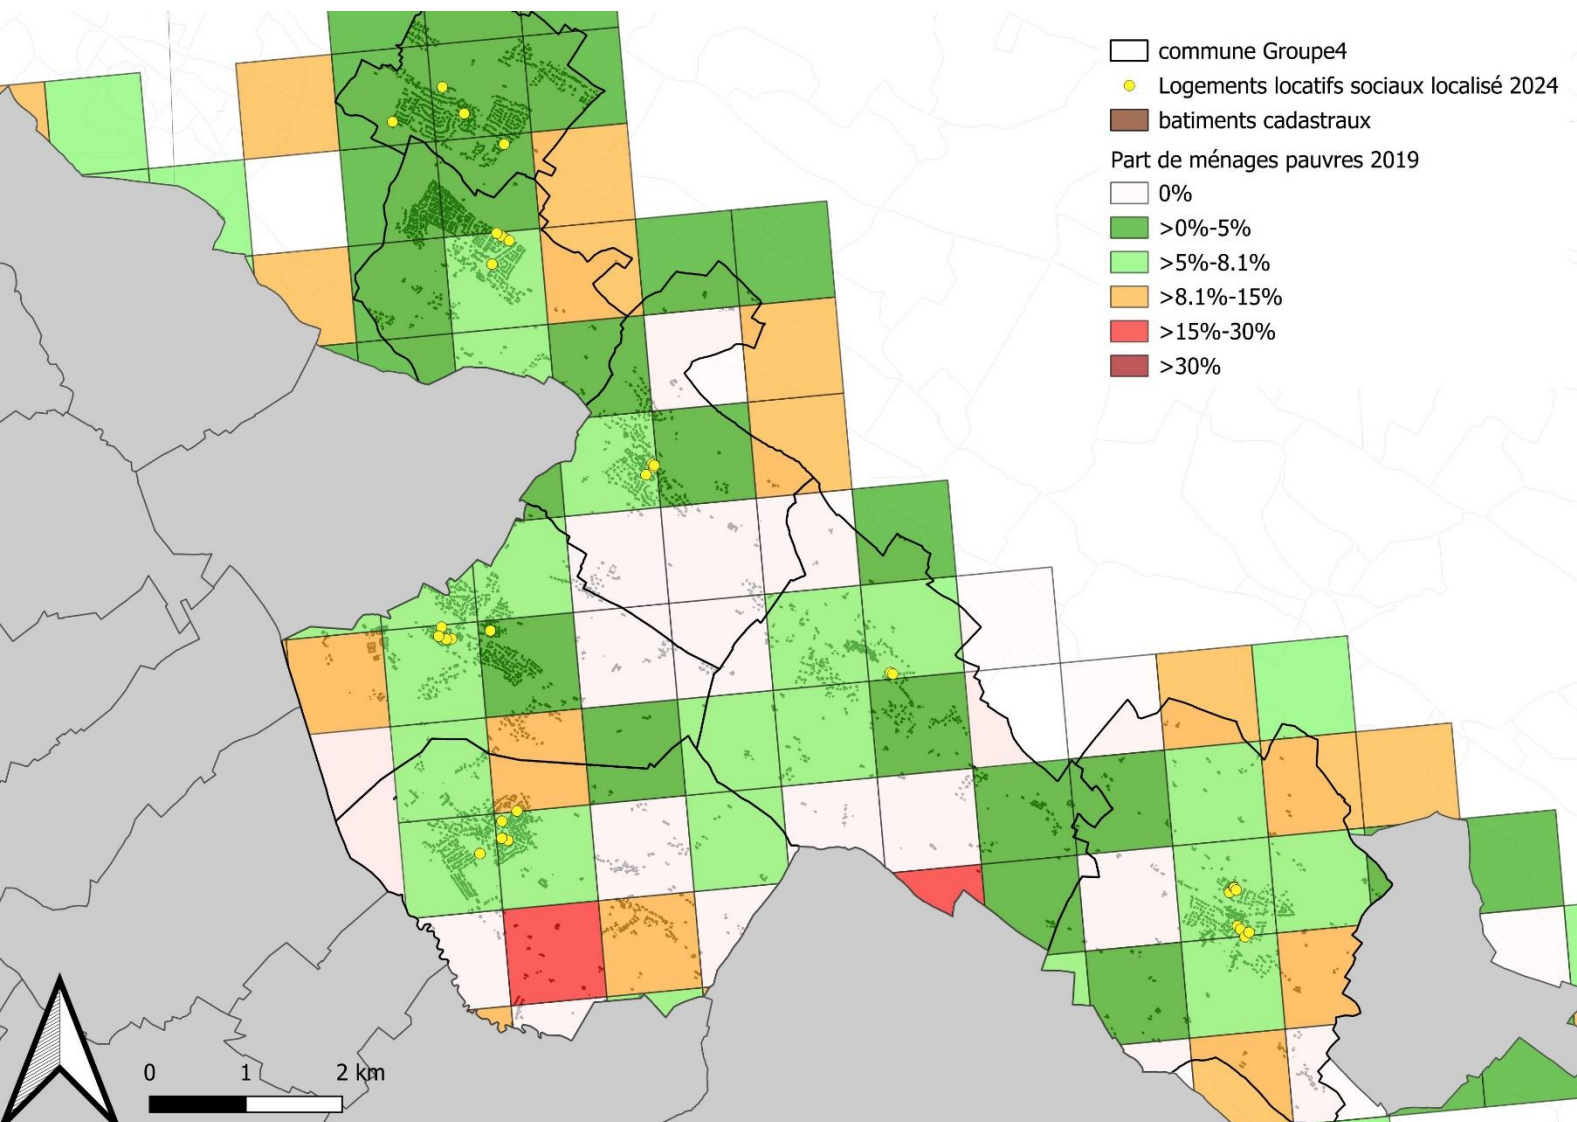 commune Groupe4
Logements locatifs sociaux localisé 2024
batiments cadastraux
Part de ménages pauvres 2019
0%
>0%-5%
>5%-8.1%
>8.1%-15%
>15%-30%
>30%
0 1 2 km